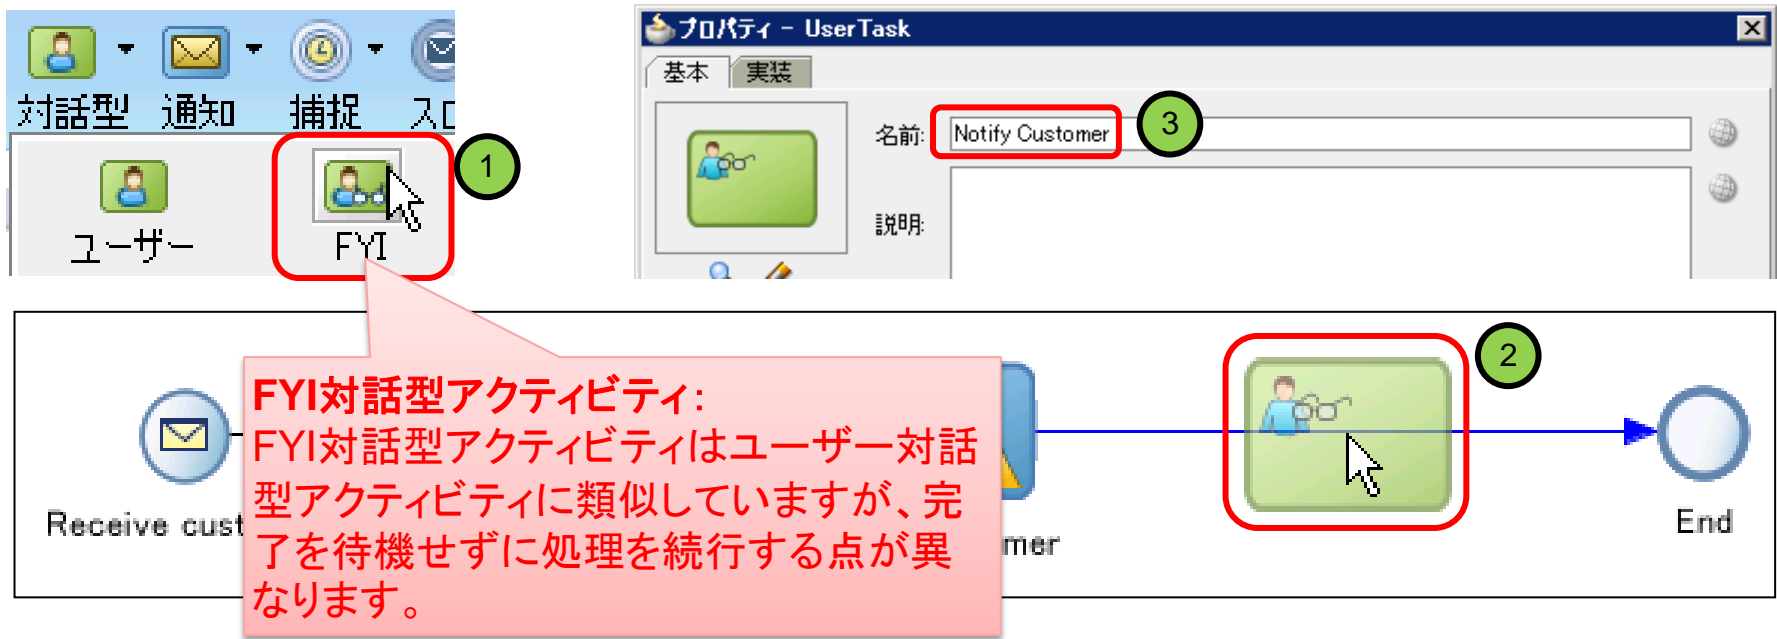 対話型 通知 捕捉 スロ
ユーザー FYI
1
プロパティ - UserTask
基本 実装
名前: Notify Customer
3
説明:
2
FYI対話型アクティビティ:
FYI対話型アクティビティはユーザー対話
型アクティビティに類似していますが、完
了を待機せずに処理を続行する点が異
なります。
Receive cust
mer
End